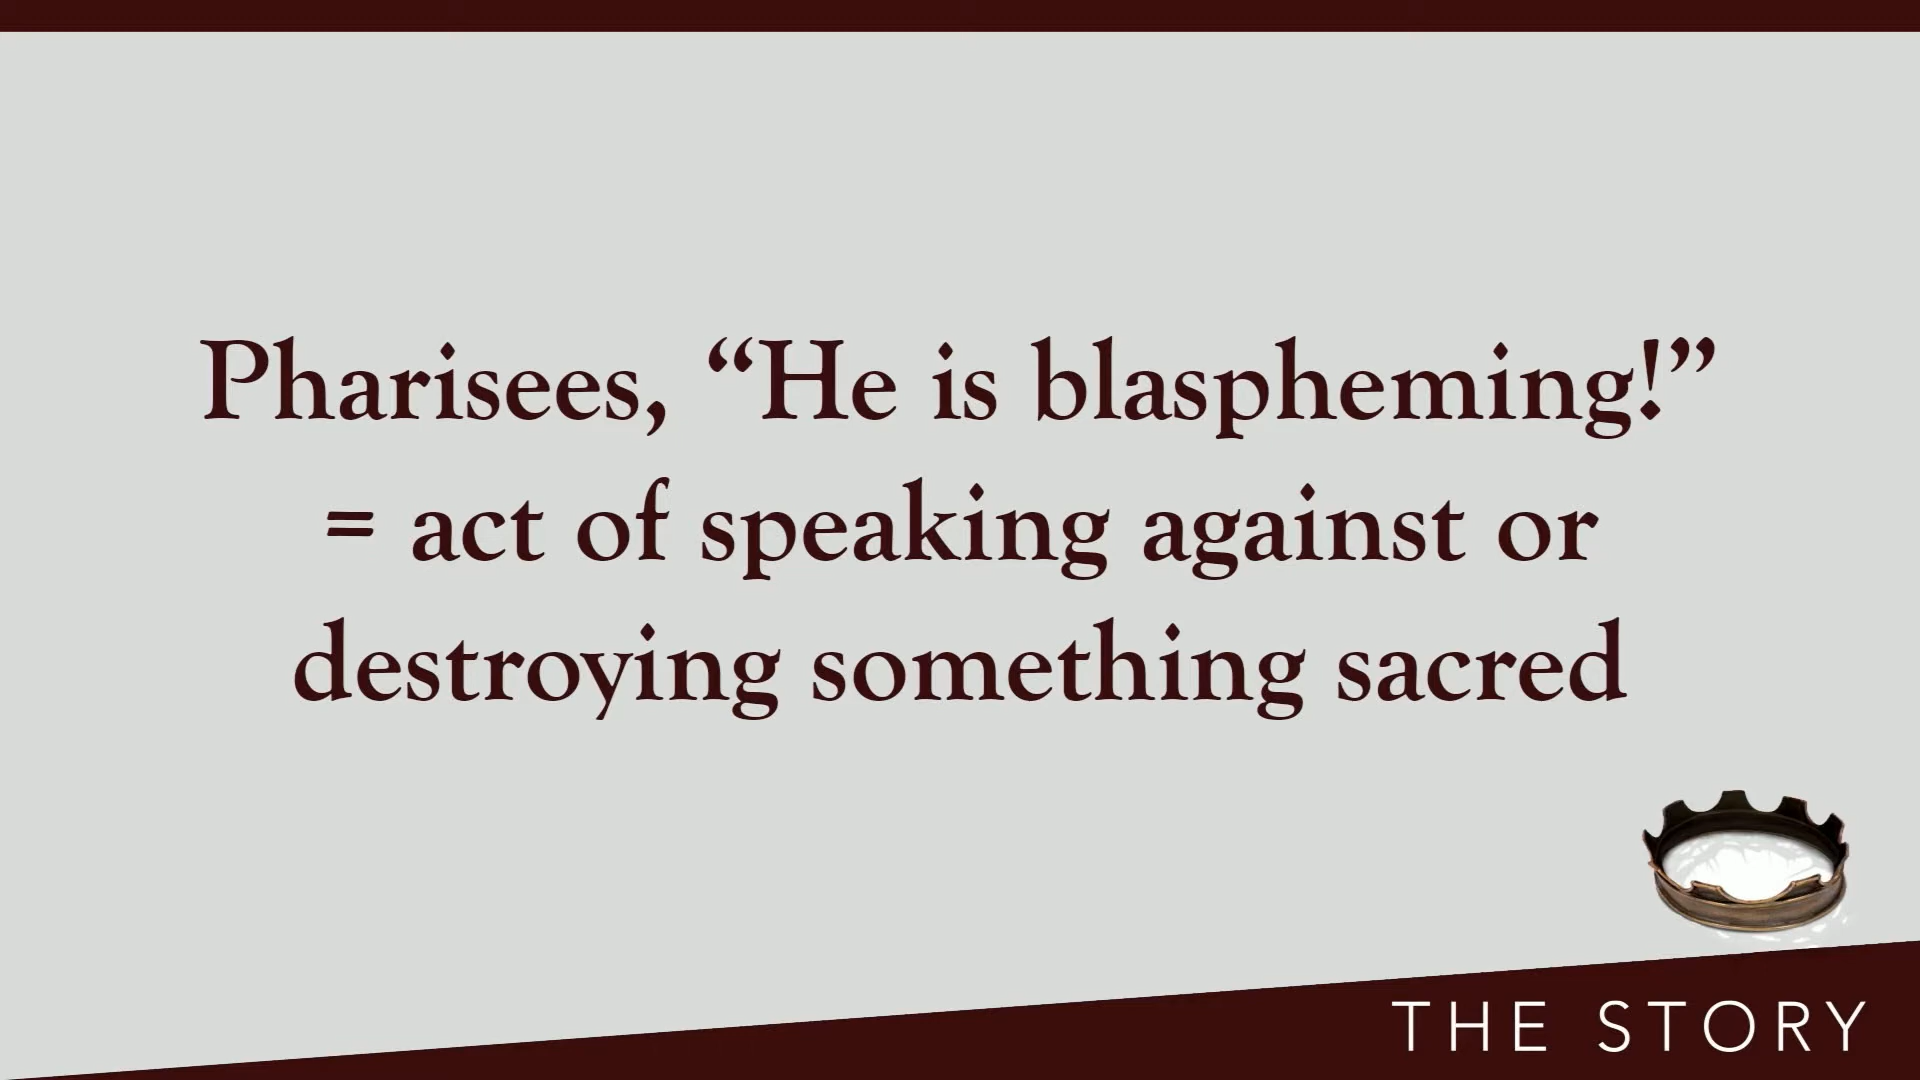 Pharisees, “He is blaspheming!”
= act of speaking against or
destroying something sacred
THE STORY